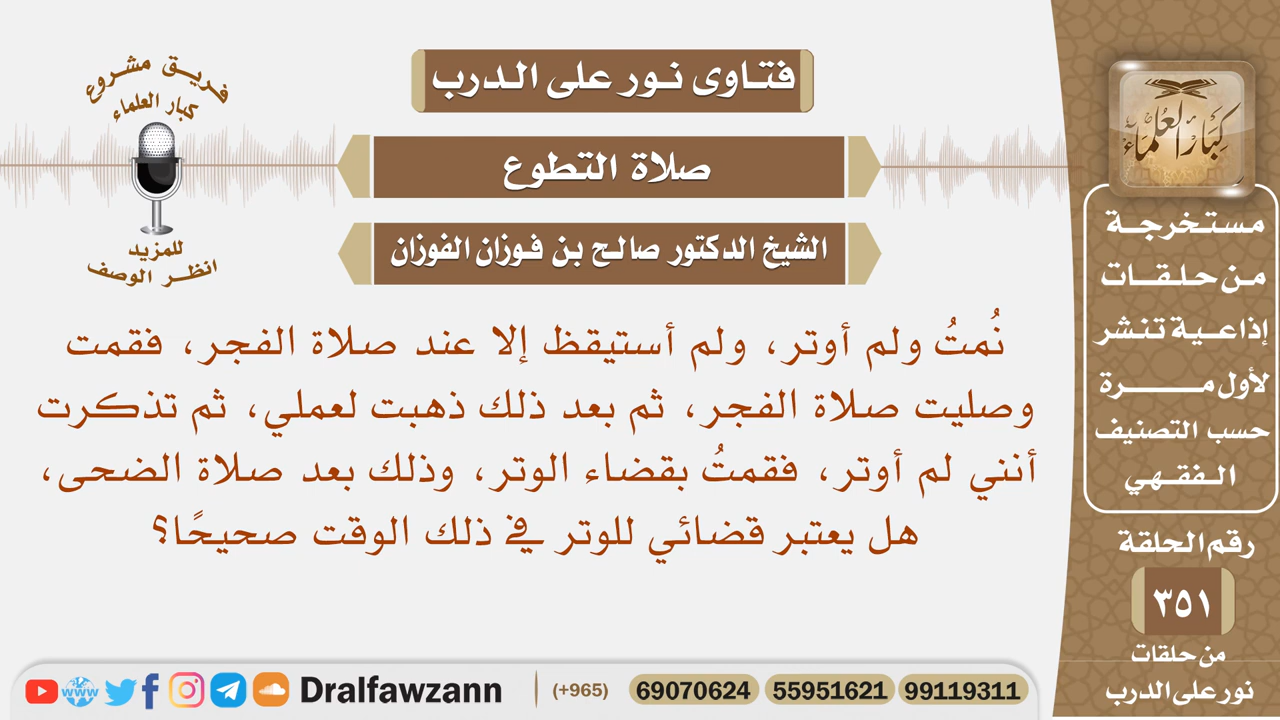 فتاوى نور على الدرب
صلاة التطوع
الشيخ الدكتور صالح بن فوزان الفوزان
نُمتُ ولم أوتر، ولم أستيقظ إلا عند صلاة الفجر، فقمت
وصليت صلاة الفجر، ثم بعد ذلك ذهبت لعملي، ثم تذكرت
أنني لم أوتر، فقمتُ بقضاء الوتر، وذلك بعد صلاة الضحى،
هل يعتبر قضائي للوتر في ذلك الوقت صحيحًا؟
فريق مشروع
كبار العلماء
للمزيد
انظر الوصف
كِبَار العُلَمَاء
مستخرجة
من حلقات
إذاعية تنشر
لأول مرة
حسب التصنيف
الفقهي
رقم الحلقة
٣٥١
من حلقات
نور على الدرب
www Dralfawzann (+965) 69070624 55951621 99119311